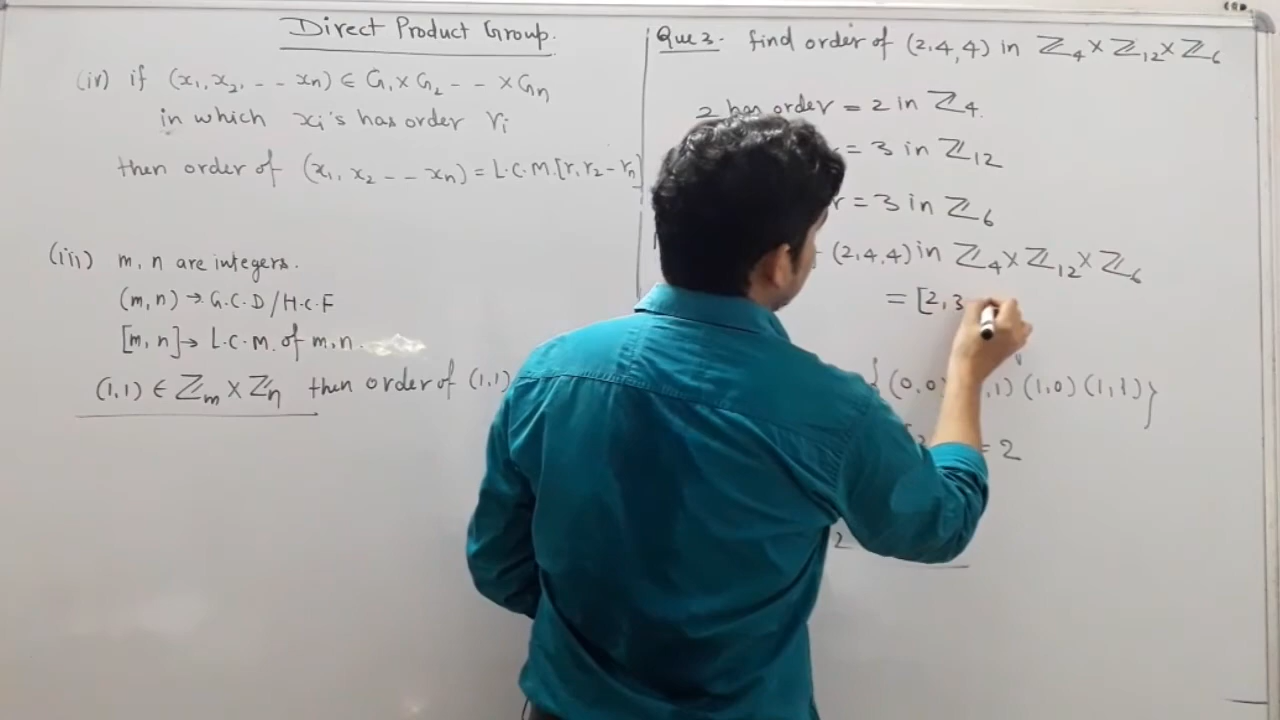 Direct Product Group.
(iv) if (x₁, x₂, -- xn) ∈ G₁ × G₂ -- × Gn
in which xi's has order ri
then order of (x₁, x₂ -- xn) = L.C.M.[r₁ r₂ - rn]
(iii) m, n are integers.
(m, n) → G.C.D / H.C.F
[m, n] → L.C.M. of m, n.
(1,1) ∈ ℤm × ℤn then order of (1,1)
Que 3. find order of (2,4,4) in ℤ₄ × ℤ₁₂ × ℤ₆
2 has order = 2 in ℤ₄.
= 3 in ℤ₁₂
= 3 in ℤ₆
(2,4,4) in ℤ₄ × ℤ₁₂ × ℤ₆
= [2, 3
{(0,0 ,1) (1,0) (1,1)}
= 2
2